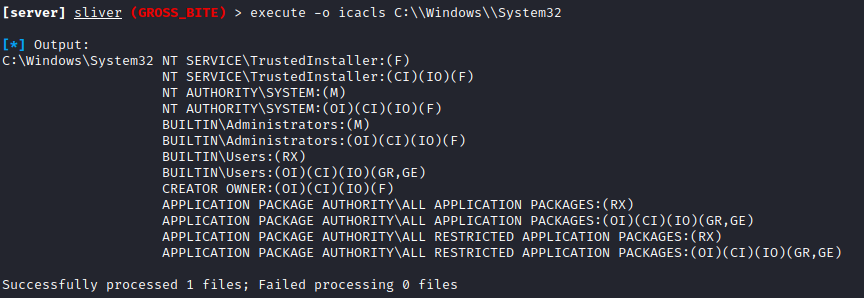 [server] sliver (GROSS_BITE) > execute -o icacls C:\\Windows\\System32
[*] Output:
C:\Windows\System32 NT SERVICE\TrustedInstaller:(F)
NT SERVICE\TrustedInstaller:(CI)(IO)(F)
NT AUTHORITY\SYSTEM:(M)
NT AUTHORITY\SYSTEM:(OI)(CI)(IO)(F)
BUILTIN\Administrators:(M)
BUILTIN\Administrators:(OI)(CI)(IO)(F)
BUILTIN\Users:(RX)
BUILTIN\Users:(OI)(CI)(IO)(GR,GE)
CREATOR OWNER:(OI)(CI)(IO)(F)
APPLICATION PACKAGE AUTHORITY\ALL APPLICATION PACKAGES:(RX)
APPLICATION PACKAGE AUTHORITY\ALL APPLICATION PACKAGES:(OI)(CI)(IO)(GR,GE)
APPLICATION PACKAGE AUTHORITY\ALL RESTRICTED APPLICATION PACKAGES:(RX)
APPLICATION PACKAGE AUTHORITY\ALL RESTRICTED APPLICATION PACKAGES:(OI)(CI)(IO)(GR,GE)
Successfully processed 1 files; Failed processing 0 files